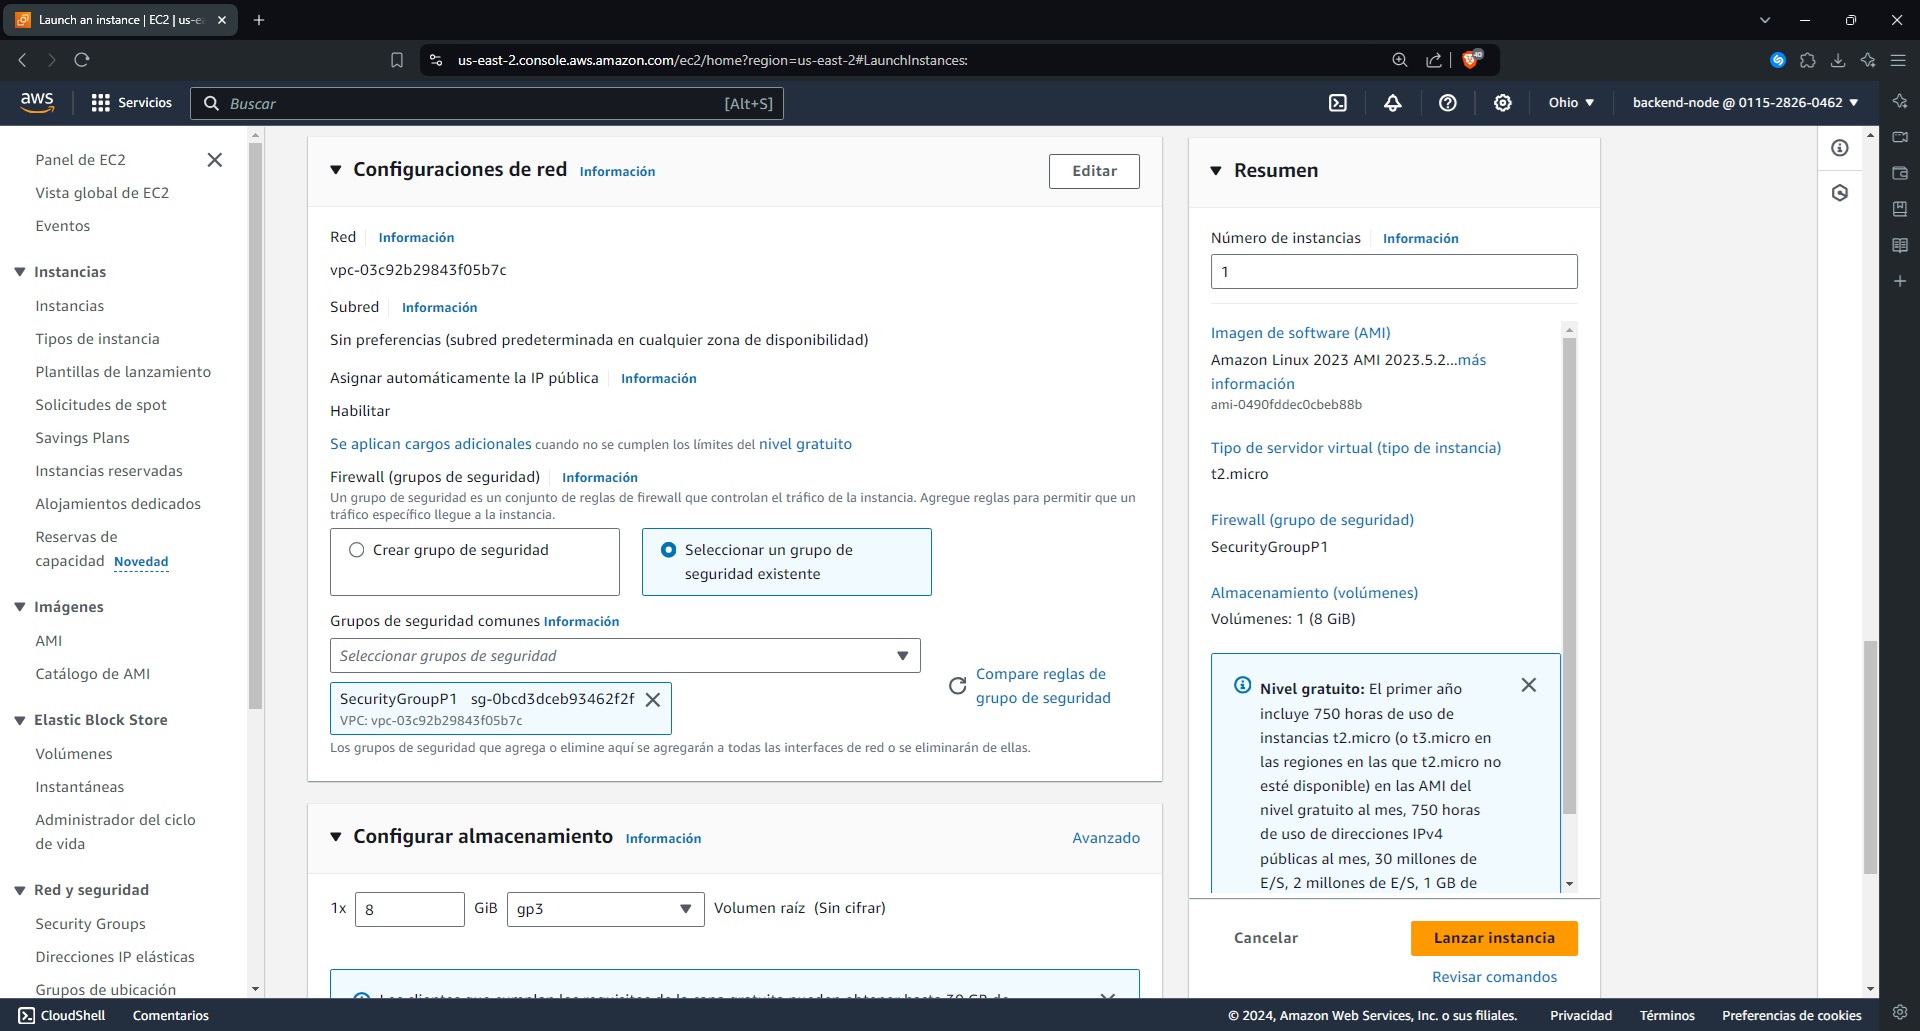 Launch an instance | EC2 | us-e
us-east-2.console.aws.amazon.com/ec2/home?region=us-east-2#LaunchInstances:
aws
Servicios
Buscar
[Alt+S]
Ohio
backend-node @ 0115-2826-0462
Panel de EC2
Vista global de EC2
Eventos
Instancias
Instancias
Tipos de instancia
Plantillas de lanzamiento
Solicitudes de spot
Savings Plans
Instancias reservadas
Alojamientos dedicados
Reservas de
capacidad Novedad
Imágenes
AMI
Catálogo de AMI
Elastic Block Store
Volúmenes
Instantáneas
Administrador del ciclo
de vida
Red y seguridad
Security Groups
Direcciones IP elásticas
Grupos de ubicación
Configuraciones de red Información
Editar
Red Información
vpc-03c92b29843f05b7c
Subred Información
Sin preferencias (subred predeterminada en cualquier zona de disponibilidad)
Asignar automáticamente la IP pública Información
Habilitar
Se aplican cargos adicionales cuando no se cumplen los límites del nivel gratuito
Firewall (grupos de seguridad) Información
Un grupo de seguridad es un conjunto de reglas de firewall que controlan el tráfico de la instancia. Agregue reglas para permitir que un
tráfico específico llegue a la instancia.
Crear grupo de seguridad
Seleccionar un grupo de
seguridad existente
Grupos de seguridad comunes Información
Seleccionar grupos de seguridad
SecurityGroupP1 sg-0bcd3dceb93462f2f
VPC: vpc-03c92b29843f05b7c
Compare reglas de
grupo de seguridad
Los grupos de seguridad que agrega o elimine aquí se agregarán a todas las interfaces de red o se eliminarán de ellas.
Configurar almacenamiento Información
Avanzado
1x 8 GiB gp3 Volumen raíz (Sin cifrar)
Los clientes que cumplan los requisitos de la capa gratuita pueden obtener hasta 30 GB de
Resumen
Número de instancias Información
1
Imagen de software (AMI)
Amazon Linux 2023 AMI 2023.5.2...más
información
ami-0490fddec0cbeb88b
Tipo de servidor virtual (tipo de instancia)
t2.micro
Firewall (grupo de seguridad)
SecurityGroupP1
Almacenamiento (volúmenes)
Volúmenes: 1 (8 GiB)
Nivel gratuito: El primer año
incluye 750 horas de uso de
instancias t2.micro (o t3.micro en
las regiones en las que t2.micro no
esté disponible) en las AMI del
nivel gratuito al mes, 750 horas
de uso de direcciones IPv4
públicas al mes, 30 millones de
E/S, 2 millones de E/S, 1 GB de
Cancelar
Lanzar instancia
Revisar comandos
CloudShell
Comentarios
© 2024, Amazon Web Services, Inc. o sus filiales.
Privacidad
Términos
Preferencias de cookies